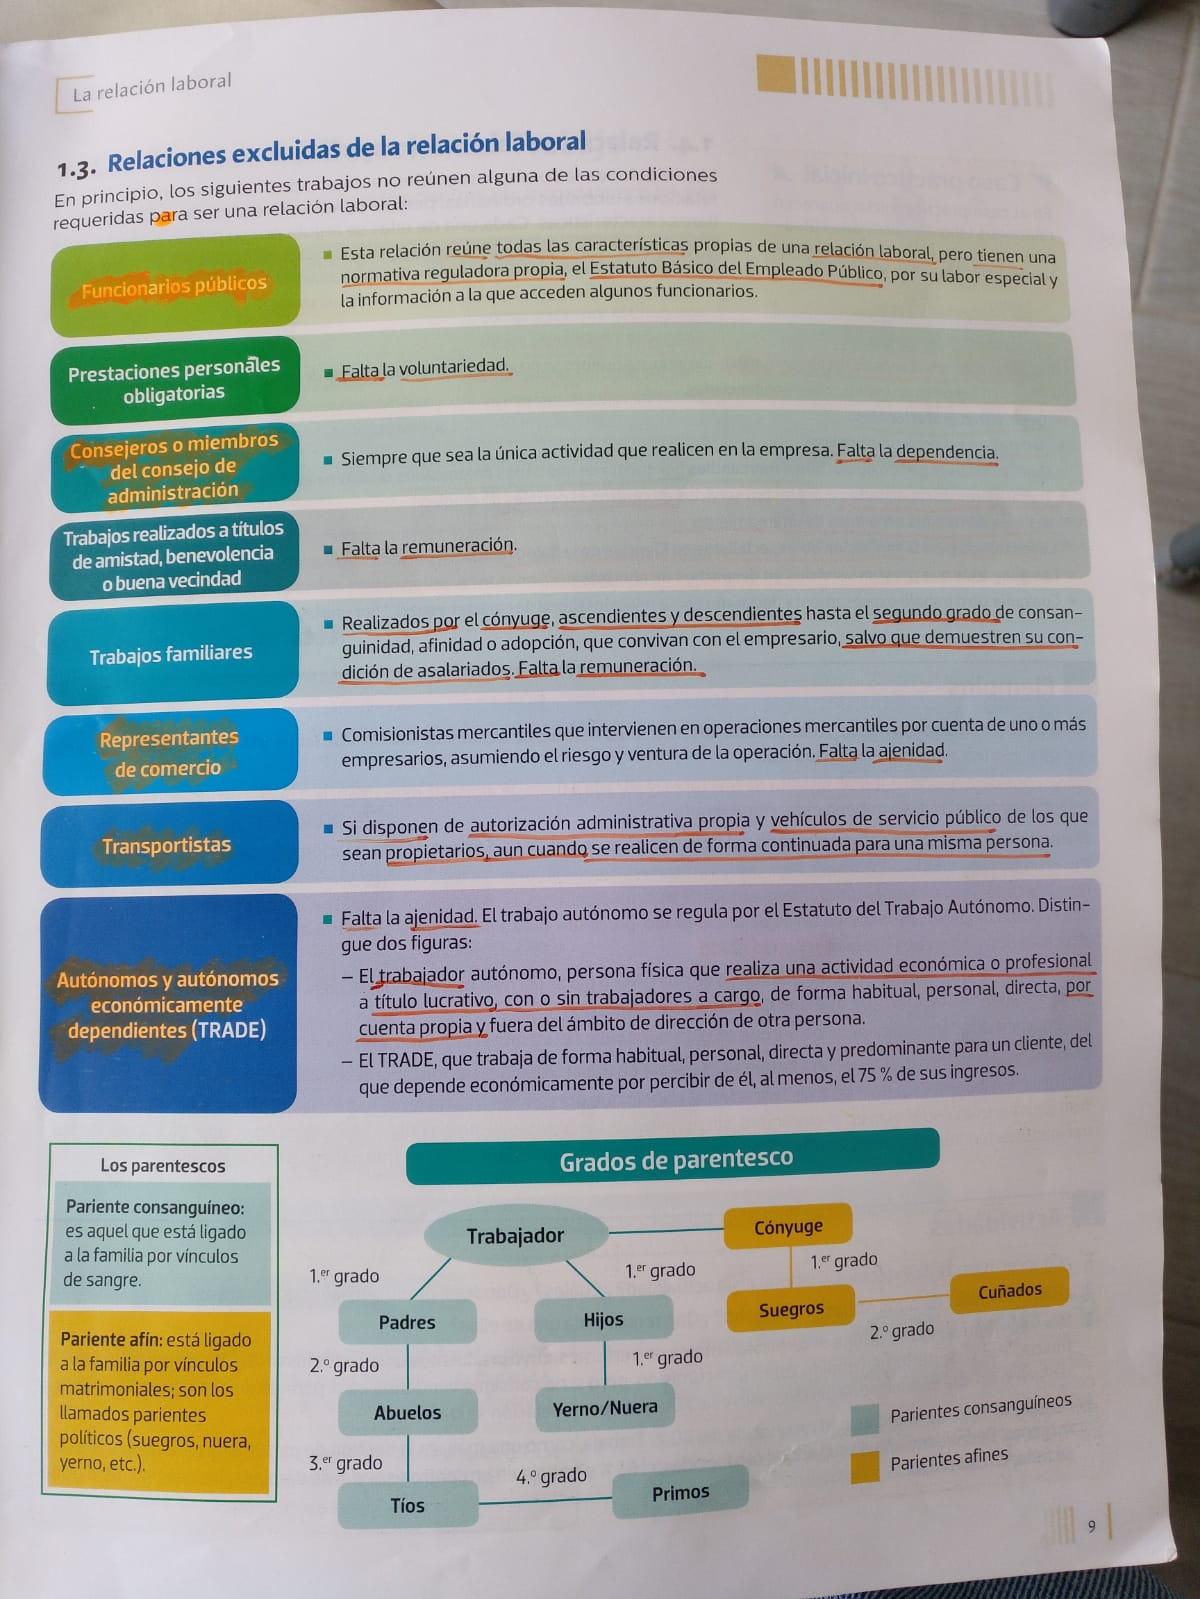 La relación laboral
1.3. Relaciones excluidas de la relación laboral
En principio, los siguientes trabajos no reúnen alguna de las condiciones
requeridas para ser una relación laboral:
Funcionarios públicos
Esta relación reúne todas las características propias de una relación laboral, pero tienen una
normativa reguladora propia, el Estatuto Básico del Empleado Público, por su labor especial y
la información a la que acceden algunos funcionarios.
Prestaciones personales
obligatorias
Falta la voluntariedad.
Consejeros o miembros
del consejo de
administración
Siempre que sea la única actividad que realicen en la empresa. Falta la dependencia.
Trabajos realizados a títulos
de amistad, benevolencia
o buena vecindad
Falta la remuneración.
Trabajos familiares
Realizados por el cónyuge, ascendientes y descendientes hasta el segundo grado de consan-
guinidad, afinidad o adopción, que convivan con el empresario, salvo que demuestren su con-
dición de asalariados. Falta la remuneración.
Representantes
de comercio
Comisionistas mercantiles que intervienen en operaciones mercantiles por cuenta de uno o más
empresarios, asumiendo el riesgo y ventura de la operación. Falta la ajenidad.
Transportistas
Si disponen de autorización administrativa propia y vehículos de servicio público de los que
sean propietarios, aun cuando se realicen de forma continuada para una misma persona.
Autónomos y autónomos
económicamente
dependientes (TRADE)
Falta la ajenidad. El trabajo autónomo se regula por el Estatuto del Trabajo Autónomo. Distin-
gue dos figuras:
– El trabajador autónomo, persona física que realiza una actividad económica o profesional
a título lucrativo, con o sin trabajadores a cargo, de forma habitual, personal, directa, por
cuenta propia y fuera del ámbito de dirección de otra persona.
– El TRADE, que trabaja de forma habitual, personal, directa y predominante para un cliente, del
que depende económicamente por percibir de él, al menos, el 75 % de sus ingresos.
Los parentescos
Pariente consanguíneo:
es aquel que está ligado
a la familia por vínculos
de sangre.
Pariente afín: está ligado
a la familia por vínculos
matrimoniales; son los
llamados parientes
políticos (suegros, nuera,
yerno, etc.).
Grados de parentesco
Trabajador
Cónyuge
1.er grado
1.er grado
1.er grado
Padres
Hijos
Suegros
Cuñados
2.º grado
2.º grado
1.er grado
Abuelos
Yerno/Nuera
3.er grado
4.º grado
Tíos
Primos
Parientes consanguíneos
Parientes afines
9